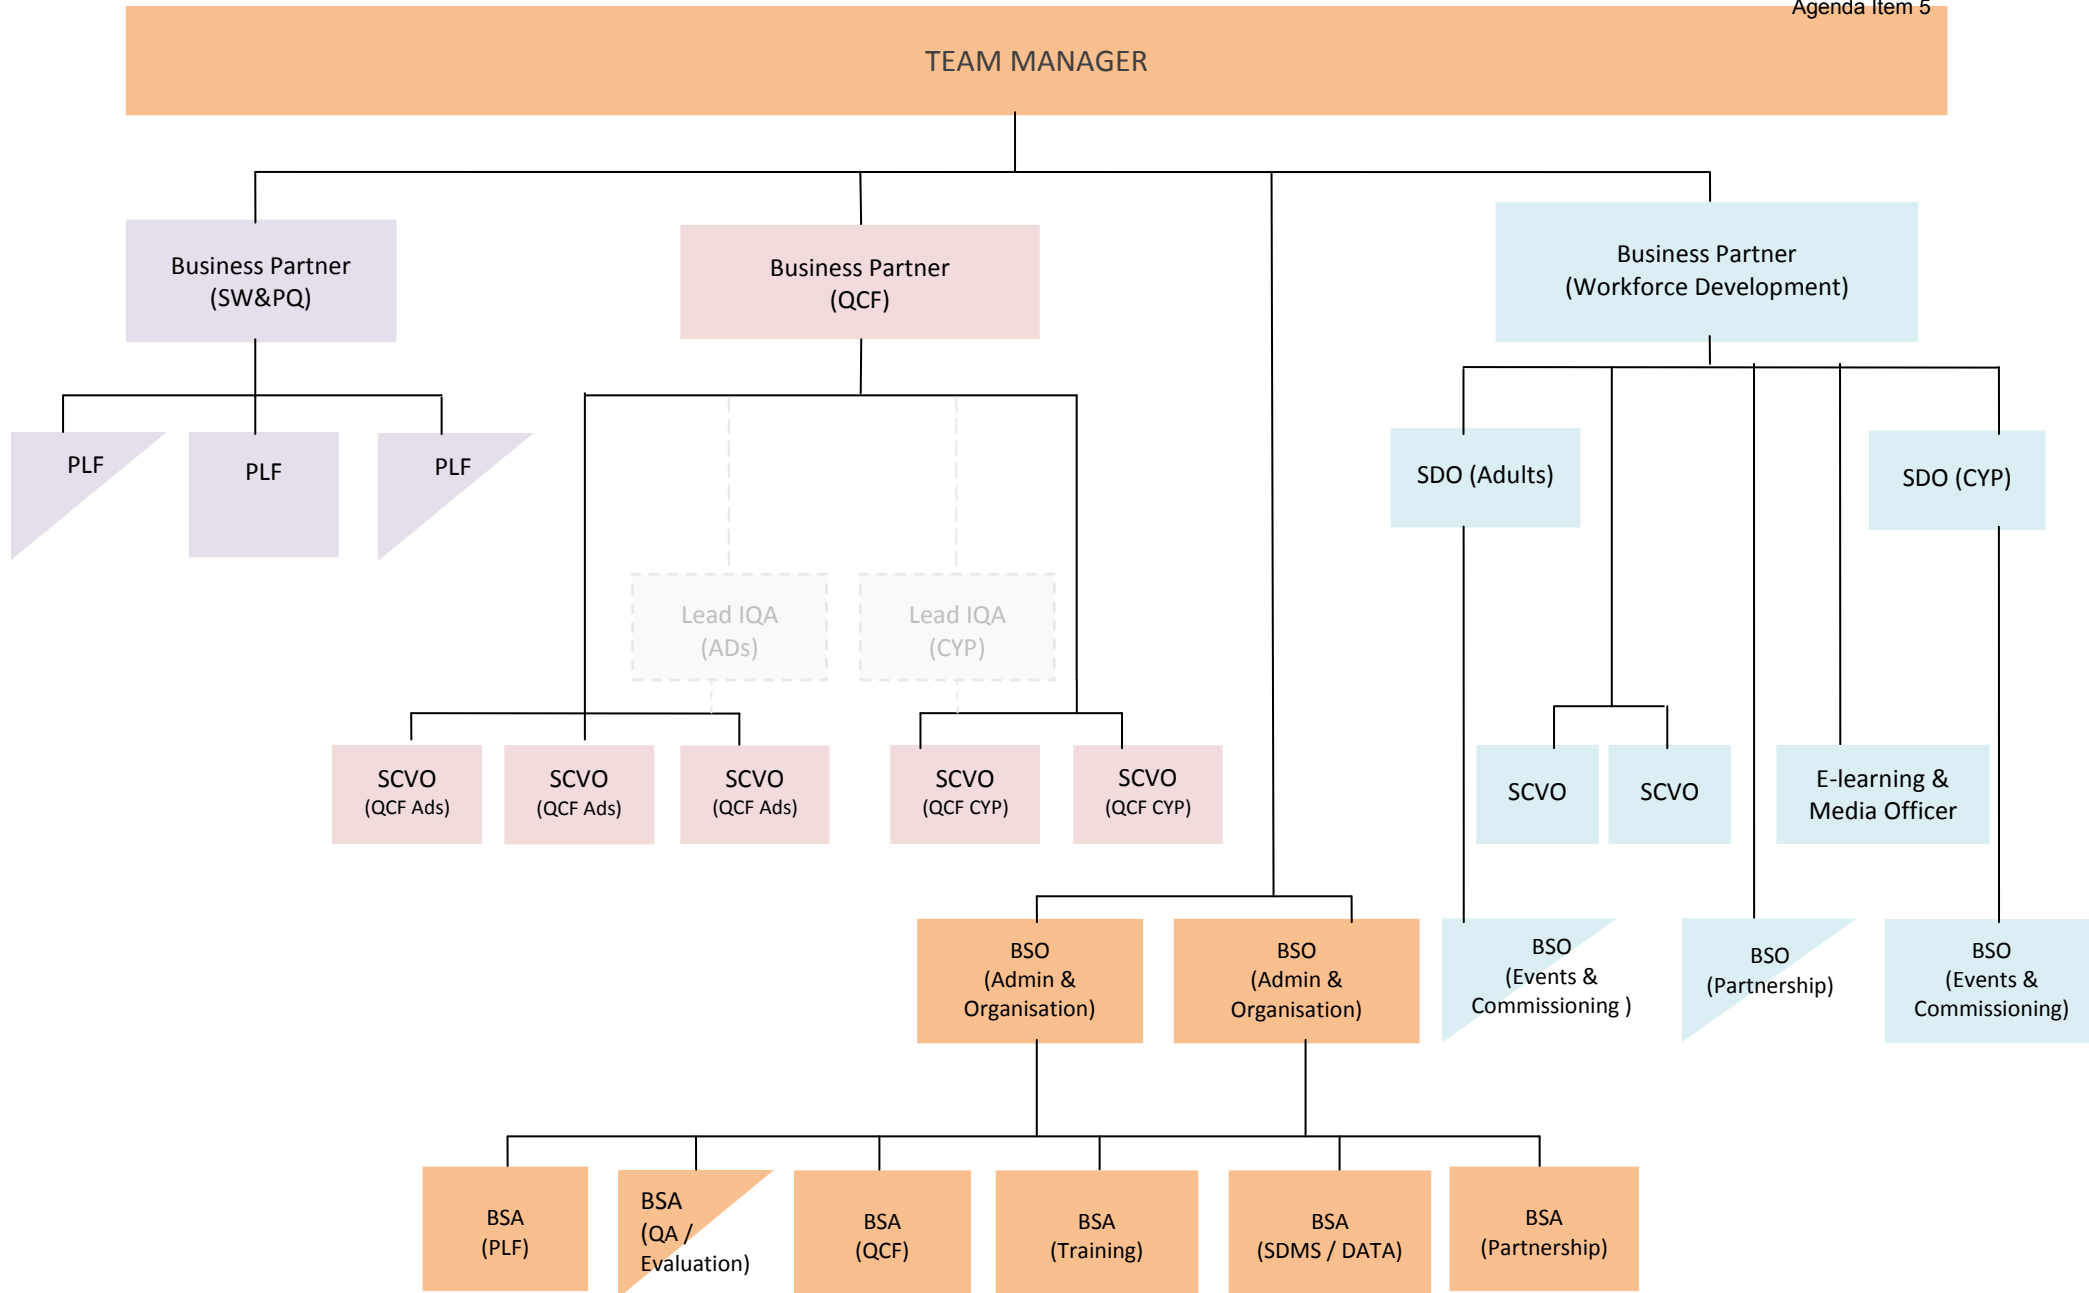 Agenda Item 5
TEAM MANAGER
Business Partner
(SW&PQ)
Business Partner
(QCF)
Business Partner
(Workforce Development)
PLF
PLF
PLF
SDO (Adults)
SDO (CYP)
Lead IQA
(ADs)
Lead IQA
(CYP)
SCVO
(QCF Ads)
SCVO
(QCF Ads)
SCVO
(QCF Ads)
SCVO
(QCF CYP)
SCVO
(QCF CYP)
SCVO
SCVO
E-learning &
Media Officer
BSO
(Admin &
Organisation)
BSO
(Admin &
Organisation)
BSO
(Events &
Commissioning )
BSO
(Partnership)
BSO
(Events &
Commissioning)
BSA
(PLF)
BSA
(QA /
Evaluation)
BSA
(QCF)
BSA
(Training)
BSA
(SDMS / DATA)
BSA
(Partnership)